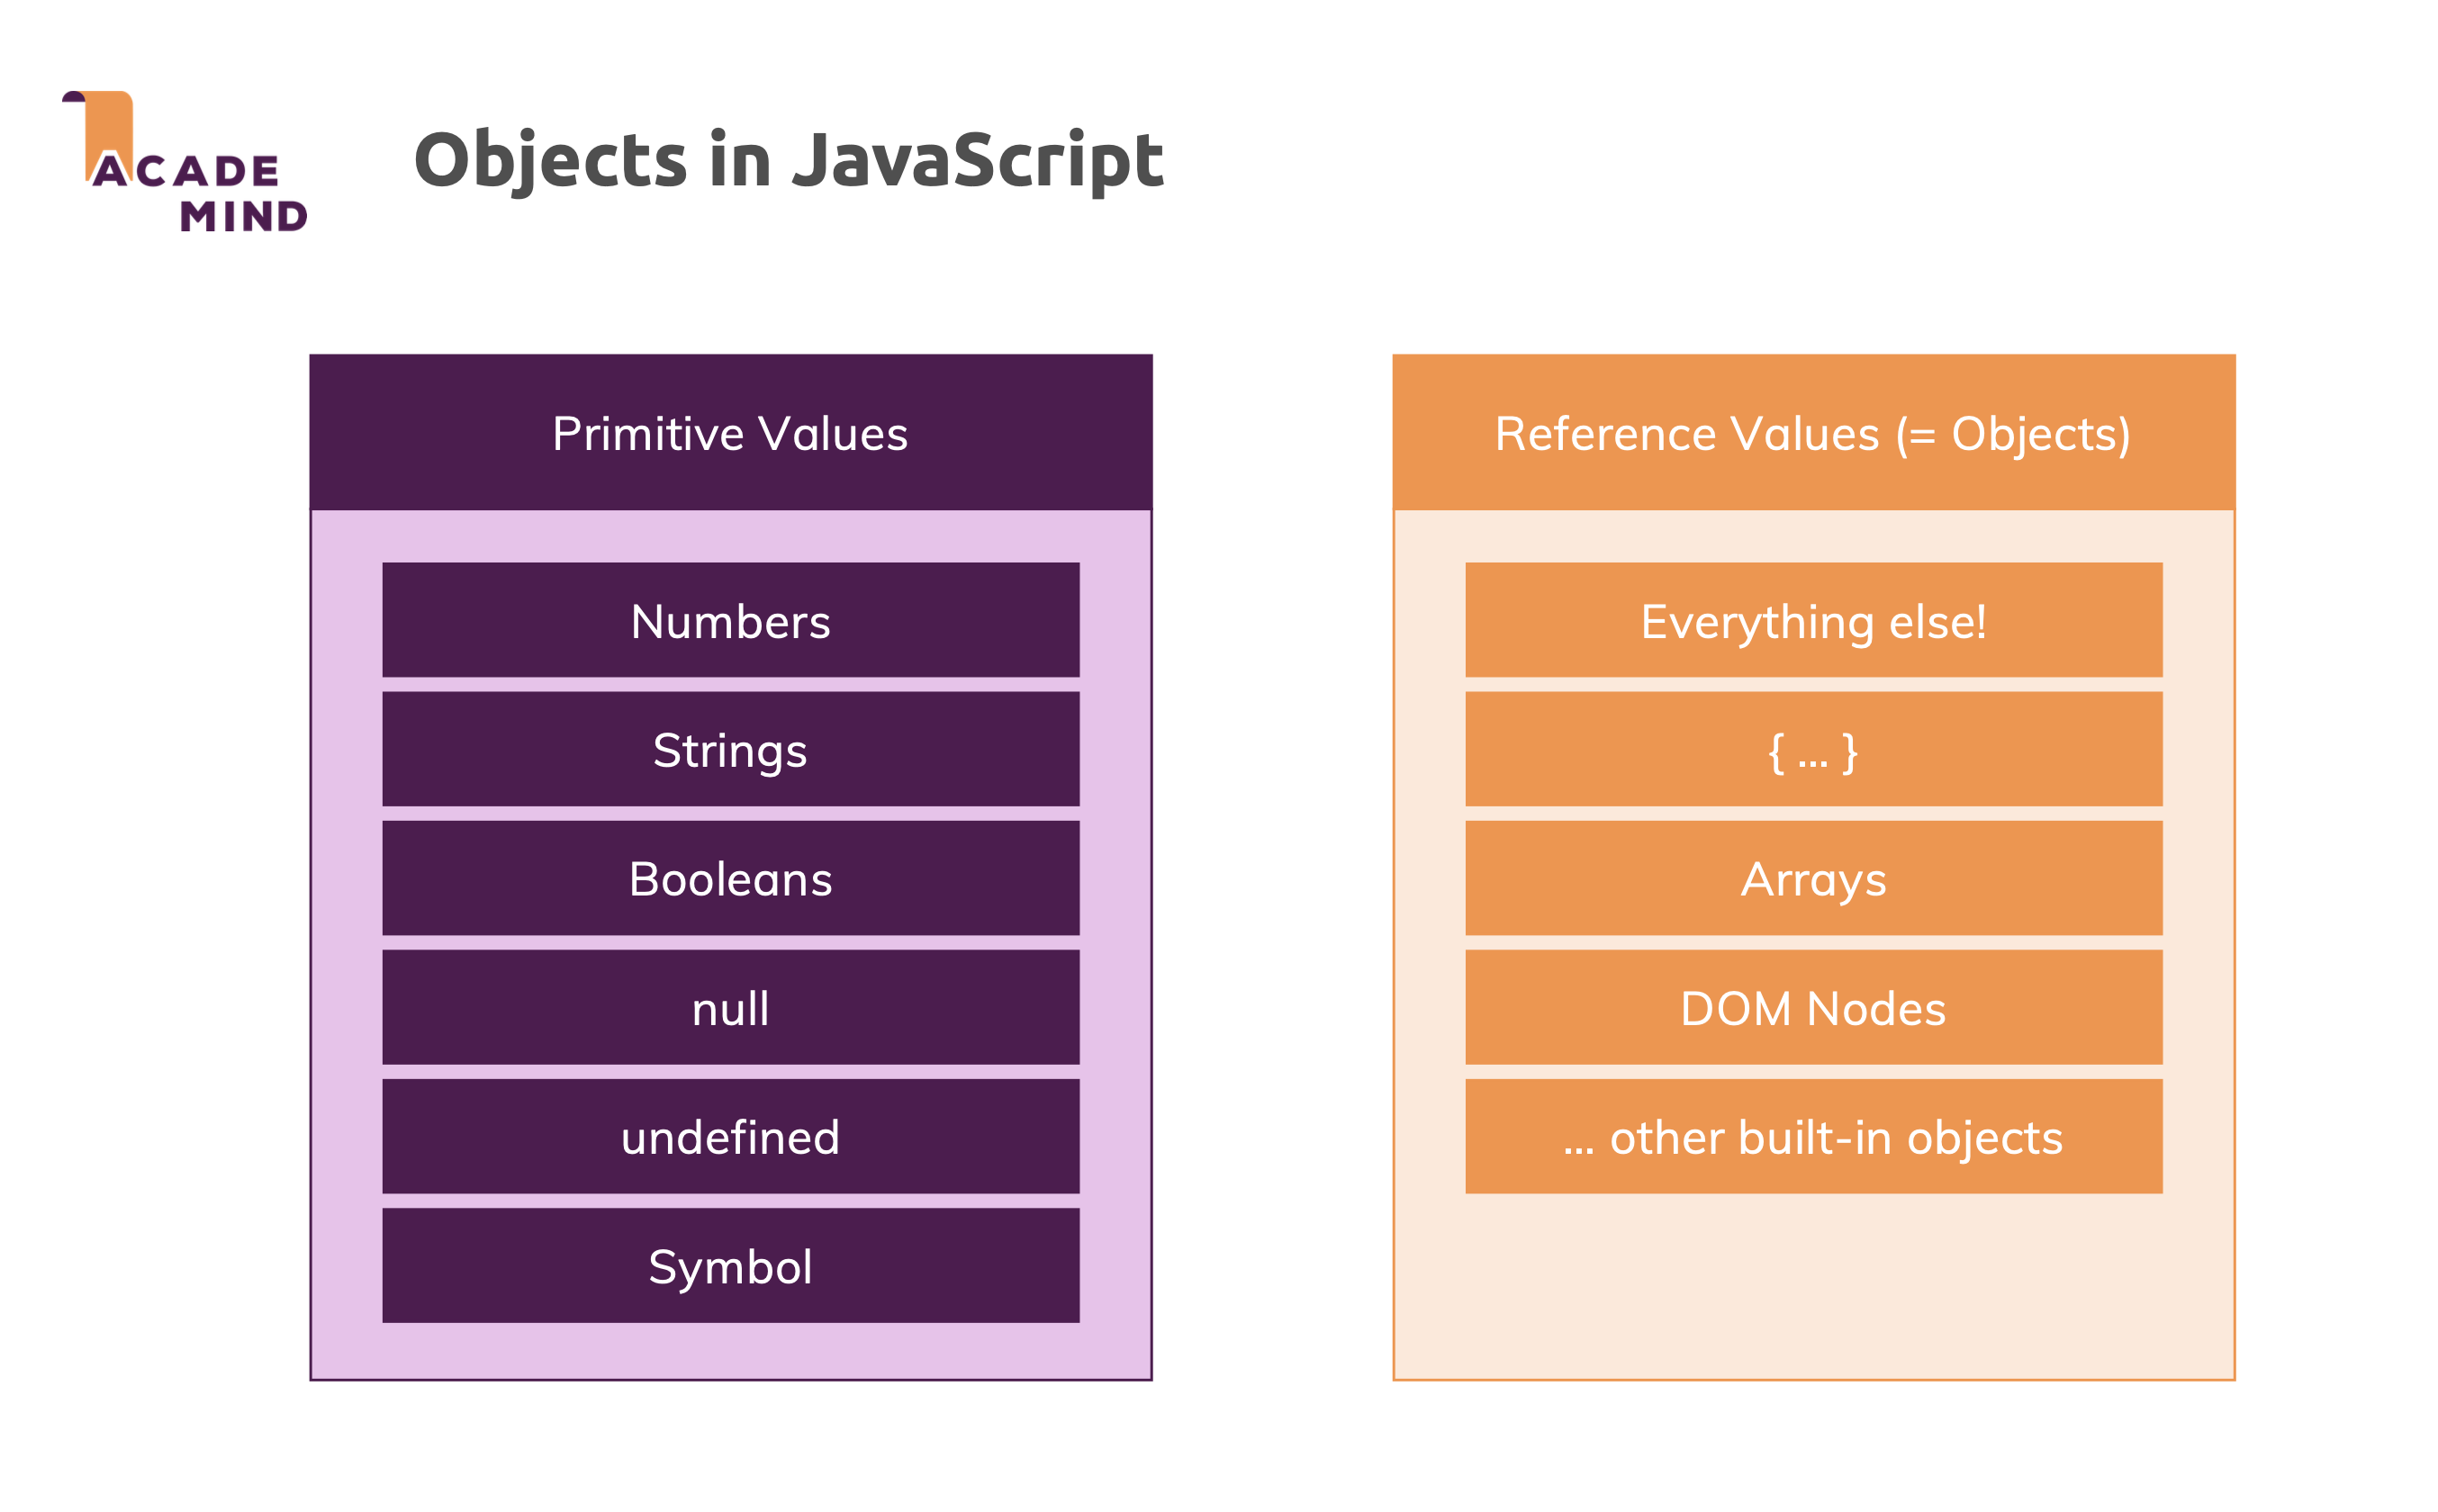 ACADE
MIND
Objects in JavaScript
Primitive Values
Numbers
Strings
Booleans
null
undefined
Symbol
Reference Values (= Objects)
Everything else!
{ ... }
Arrays
DOM Nodes
... other built-in objects